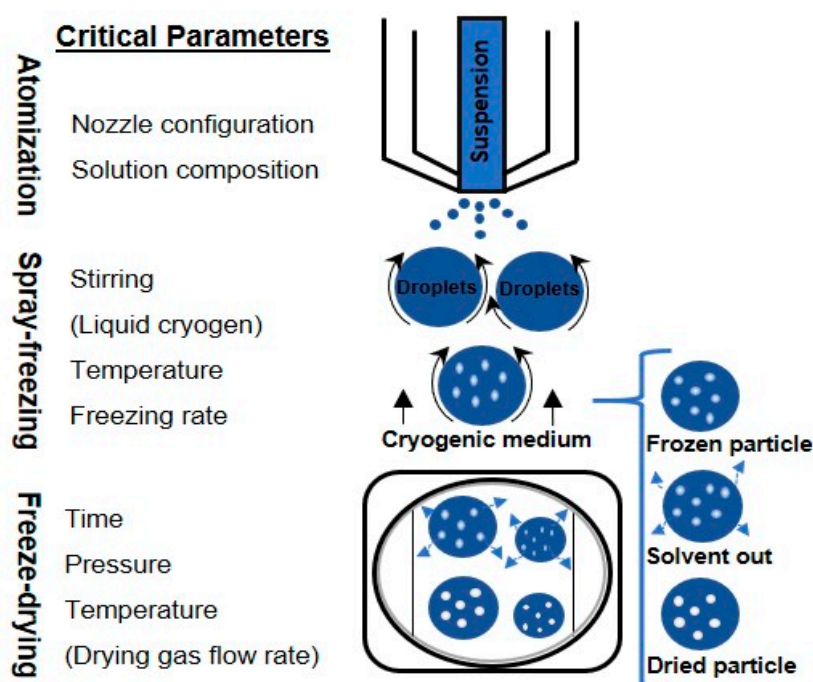 Critical Parameters
Atomization
Nozzle configuration
Solution composition
Suspension
Spray-freezing
Stirring
(Liquid cryogen)
Temperature
Freezing rate
Droplets
Droplets
Cryogenic medium
Frozen particle
Solvent out
Dried particle
Freeze-drying
Time
Pressure
Temperature
(Drying gas flow rate)